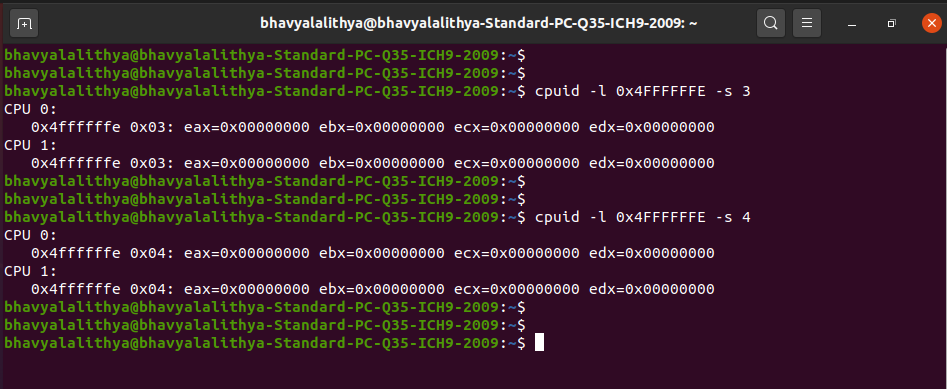 bhavyalalithya@bhavyalalithya-Standard-PC-Q35-ICH9-2009: ~
bhavyalalithya@bhavyalalithya-Standard-PC-Q35-ICH9-2009:~$
bhavyalalithya@bhavyalalithya-Standard-PC-Q35-ICH9-2009:~$
bhavyalalithya@bhavyalalithya-Standard-PC-Q35-ICH9-2009:~$ cpuid -l 0x4FFFFFFE -s 3
CPU 0:
   0x4ffffffe 0x03: eax=0x00000000 ebx=0x00000000 ecx=0x00000000 edx=0x00000000
CPU 1:
   0x4ffffffe 0x03: eax=0x00000000 ebx=0x00000000 ecx=0x00000000 edx=0x00000000
bhavyalalithya@bhavyalalithya-Standard-PC-Q35-ICH9-2009:~$
bhavyalalithya@bhavyalalithya-Standard-PC-Q35-ICH9-2009:~$
bhavyalalithya@bhavyalalithya-Standard-PC-Q35-ICH9-2009:~$ cpuid -l 0x4FFFFFFE -s 4
CPU 0:
   0x4ffffffe 0x04: eax=0x00000000 ebx=0x00000000 ecx=0x00000000 edx=0x00000000
CPU 1:
   0x4ffffffe 0x04: eax=0x00000000 ebx=0x00000000 ecx=0x00000000 edx=0x00000000
bhavyalalithya@bhavyalalithya-Standard-PC-Q35-ICH9-2009:~$
bhavyalalithya@bhavyalalithya-Standard-PC-Q35-ICH9-2009:~$
bhavyalalithya@bhavyalalithya-Standard-PC-Q35-ICH9-2009:~$